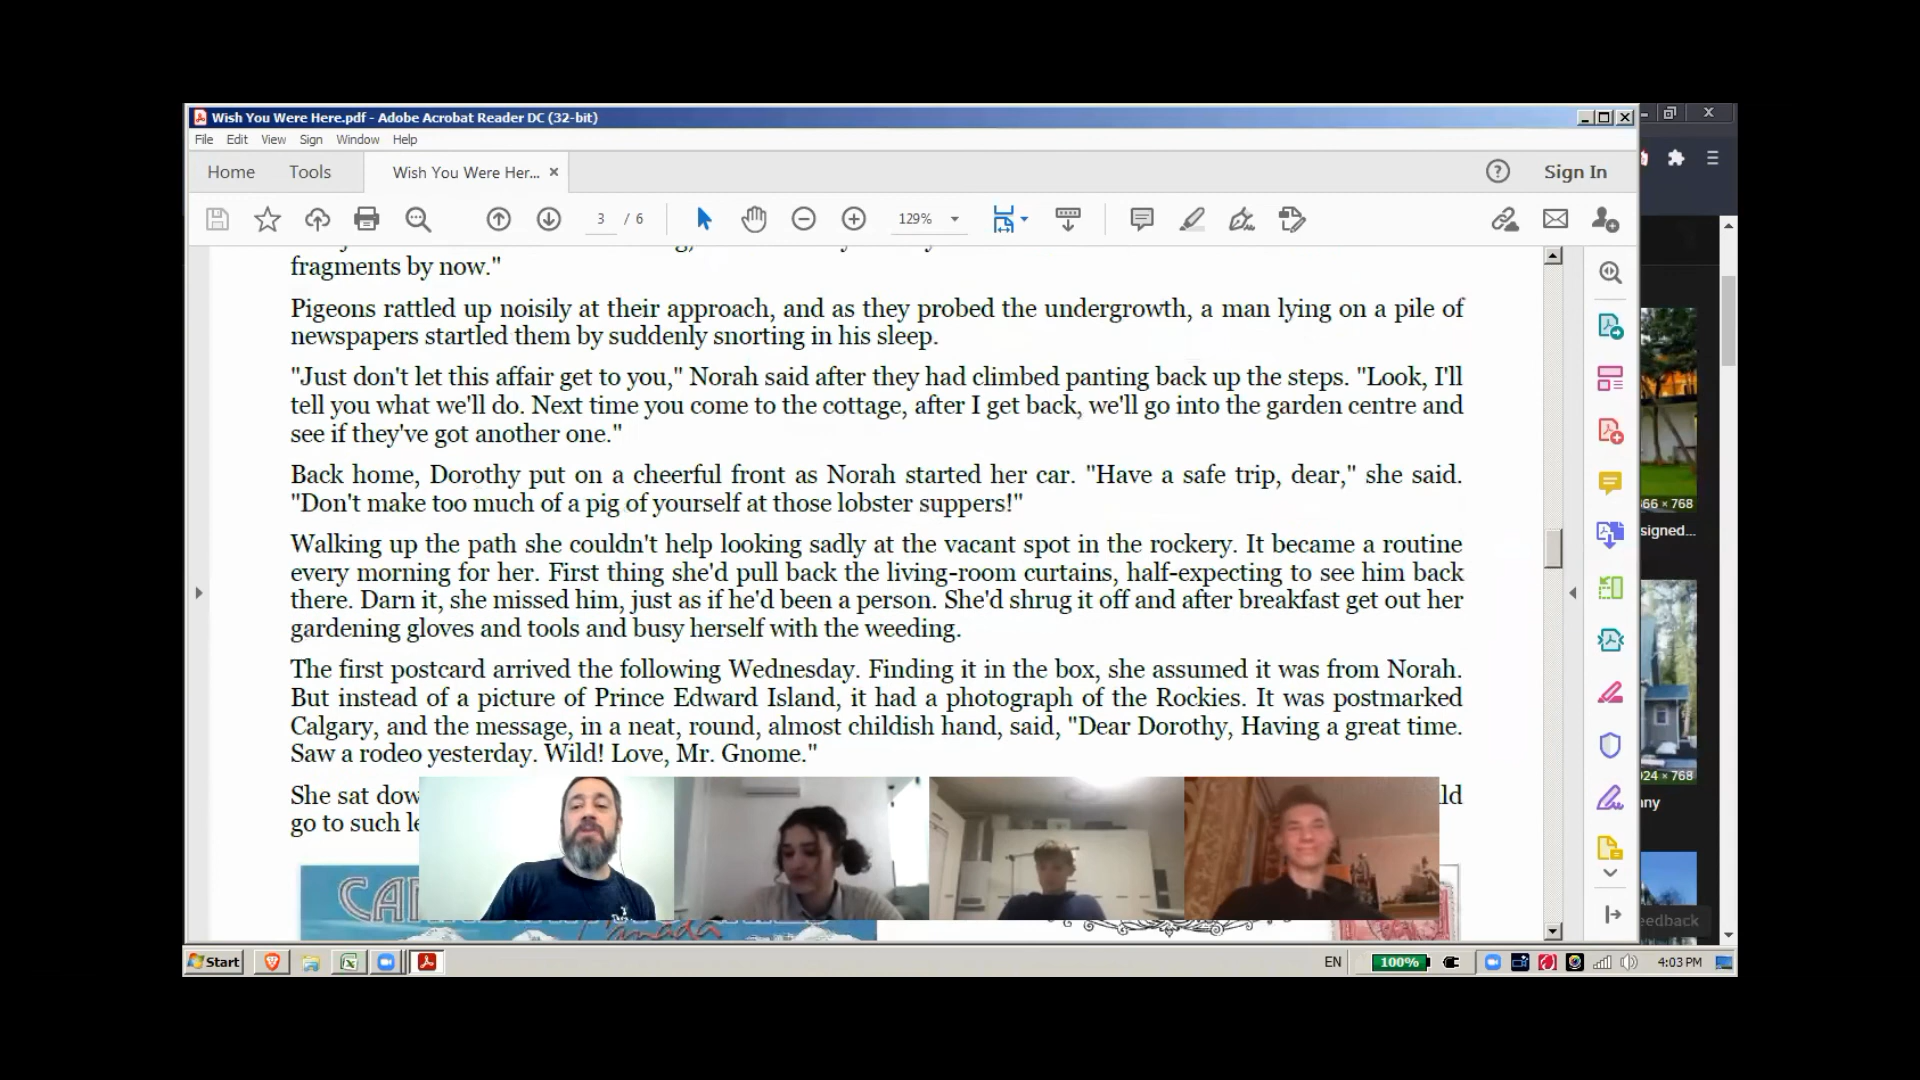 Wish You Were Here.pdf - Adobe Acrobat Reader DC (32-bit)
File Edit View Sign Window Help
Home Tools Wish You Were Her... Sign In
3 / 6 129%
fragments by now."
Pigeons rattled up noisily at their approach, and as they probed the undergrowth, a man lying on a pile of
newspapers startled them by suddenly snorting in his sleep.
"Just don't let this affair get to you," Norah said after they had climbed panting back up the steps. "Look, I'll
tell you what we'll do. Next time you come to the cottage, after I get back, we'll go into the garden centre and
see if they've got another one."
Back home, Dorothy put on a cheerful front as Norah started her car. "Have a safe trip, dear," she said.
"Don't make too much of a pig of yourself at those lobster suppers!"
Walking up the path she couldn't help looking sadly at the vacant spot in the rockery. It became a routine
every morning for her. First thing she'd pull back the living-room curtains, half-expecting to see him back
there. Darn it, she missed him, just as if he'd been a person. She'd shrug it off and after breakfast get out her
gardening gloves and tools and busy herself with the weeding.
The first postcard arrived the following Wednesday. Finding it in the box, she assumed it was from Norah.
But instead of a picture of Prince Edward Island, it had a photograph of the Rockies. It was postmarked
Calgary, and the message, in a neat, round, almost childish hand, said, "Dear Dorothy, Having a great time.
Saw a rodeo yesterday. Wild! Love, Mr. Gnome."
She sat dow ld
go to such le
CAN
Canada
66 × 768
signed...
024 × 768
nny
eedback
Start EN 100% 4:03 PM